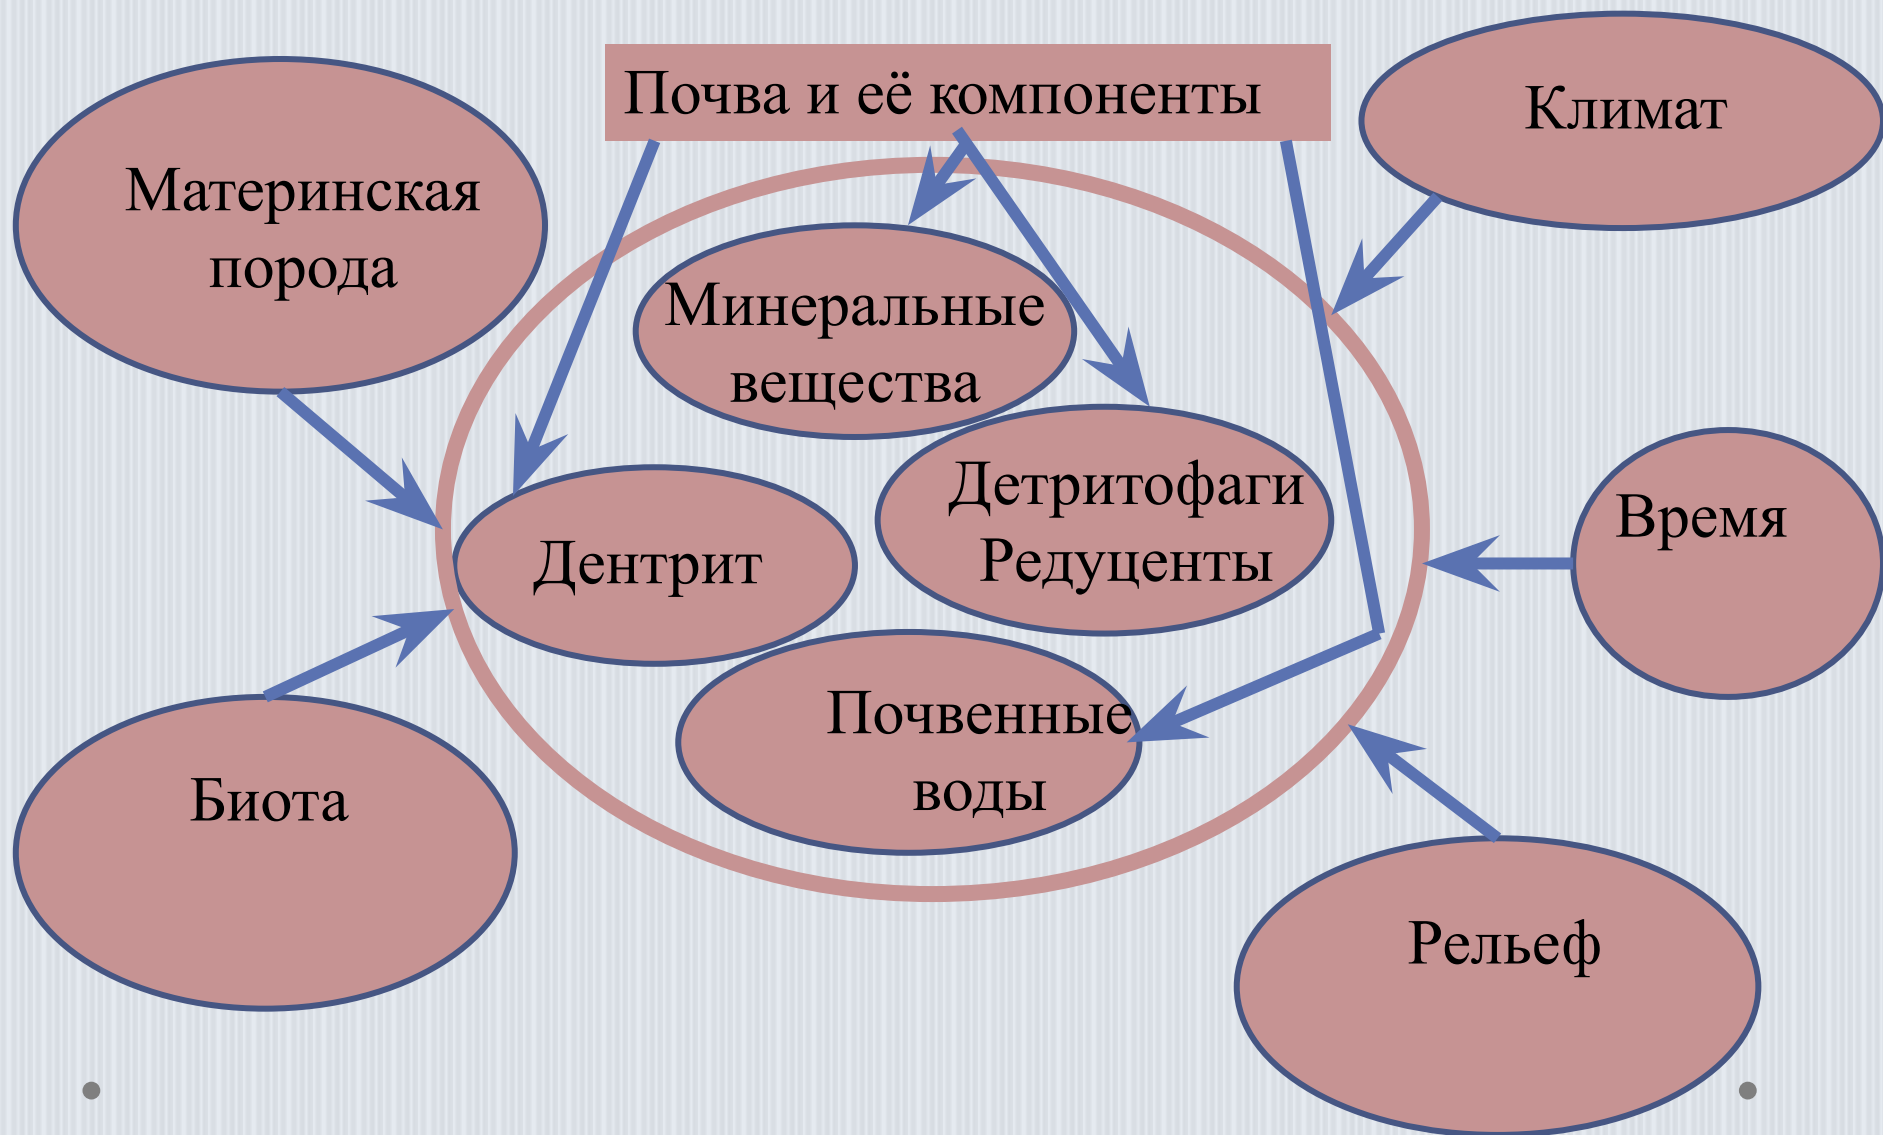 Почва и её компоненты
Климат
Материнская
порода
Минеральные
вещества
Детритофаги
Редуценты
Время
Дентрит
Почвенные
воды
Биота
Рельеф